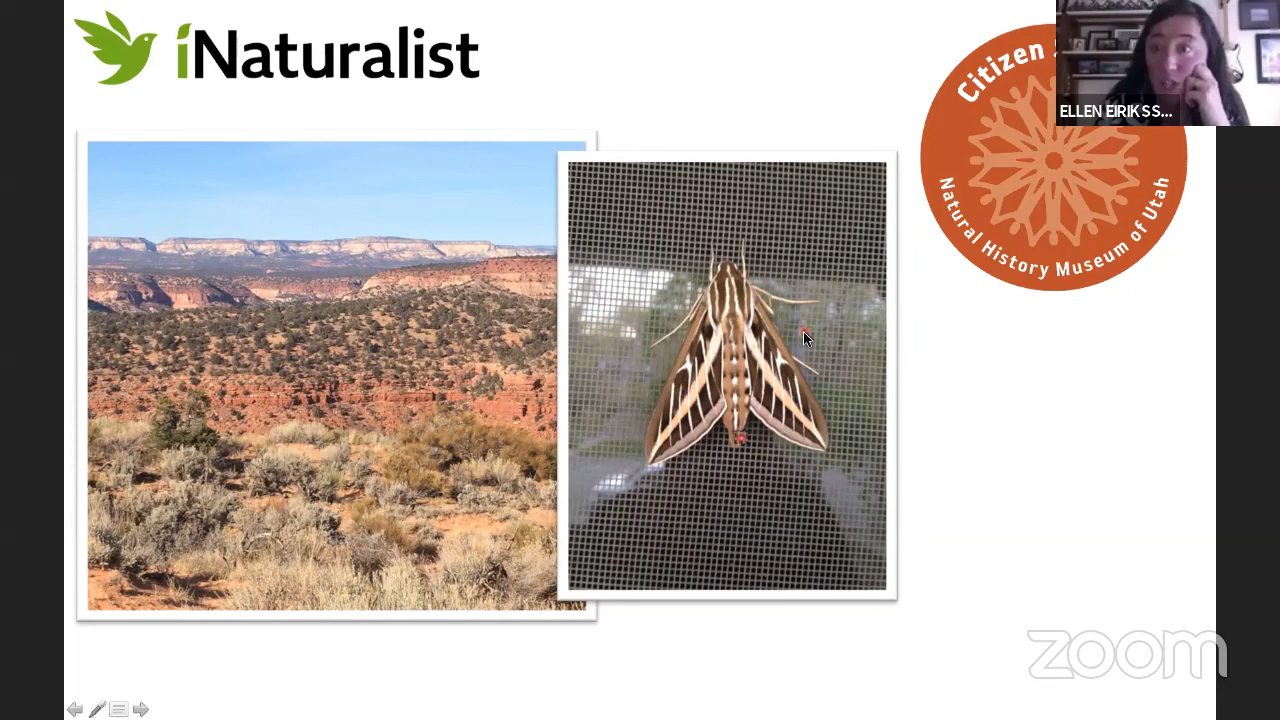 iNaturalist
Citizen
ELLEN EIRIKSS...
Natural History Museum of Utah
zoom